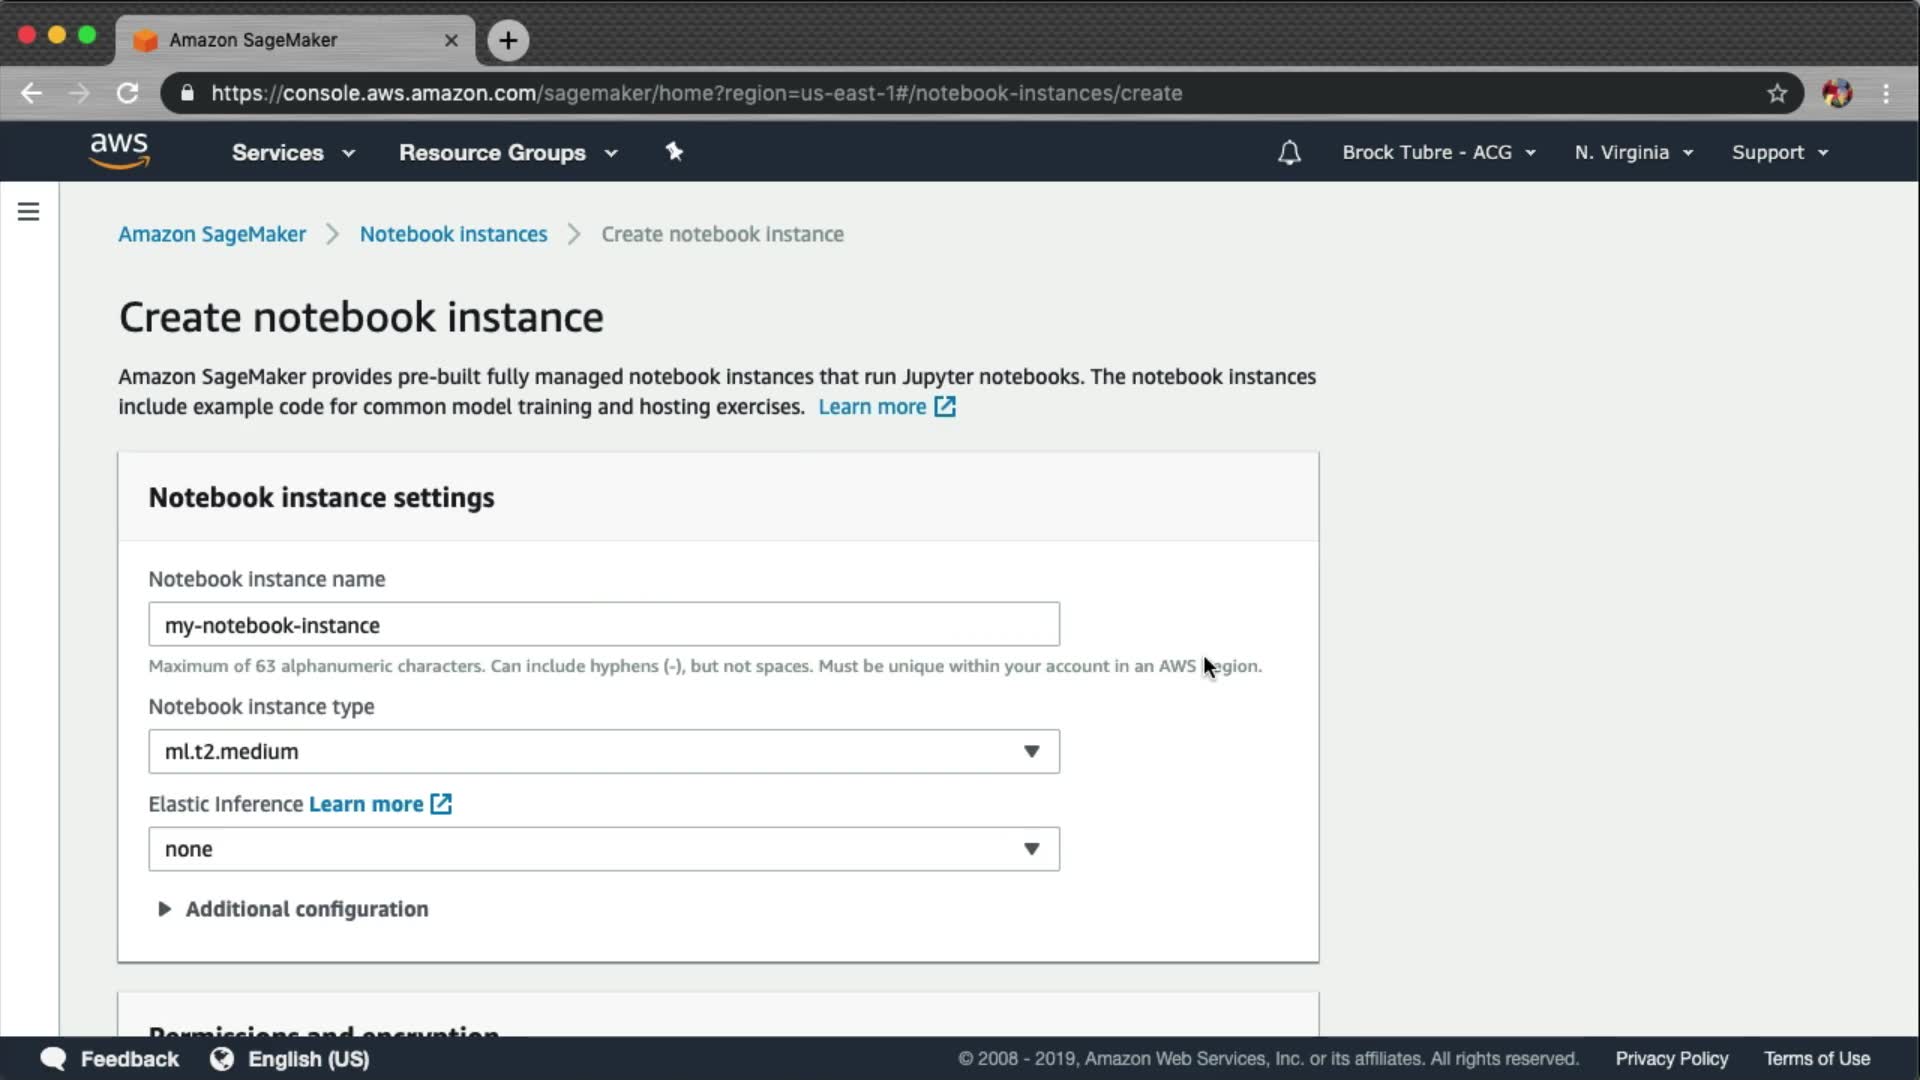 Amazon SageMaker
https://console.aws.amazon.com/sagemaker/home?region=us-east-1#/notebook-instances/create
aws Services Resource Groups Brock Tubre - ACG N. Virginia Support
Amazon SageMaker Notebook instances Create notebook instance
Create notebook instance
Amazon SageMaker provides pre-built fully managed notebook instances that run Jupyter notebooks. The notebook instances
include example code for common model training and hosting exercises. Learn more
Notebook instance settings
Notebook instance name
my-notebook-instance
Maximum of 63 alphanumeric characters. Can include hyphens (-), but not spaces. Must be unique within your account in an AWS Region.
Notebook instance type
ml.t2.medium
Elastic Inference Learn more
none
Additional configuration
Permissions and encryption
Feedback English (US) © 2008 - 2019, Amazon Web Services, Inc. or its affiliates. All rights reserved. Privacy Policy Terms of Use